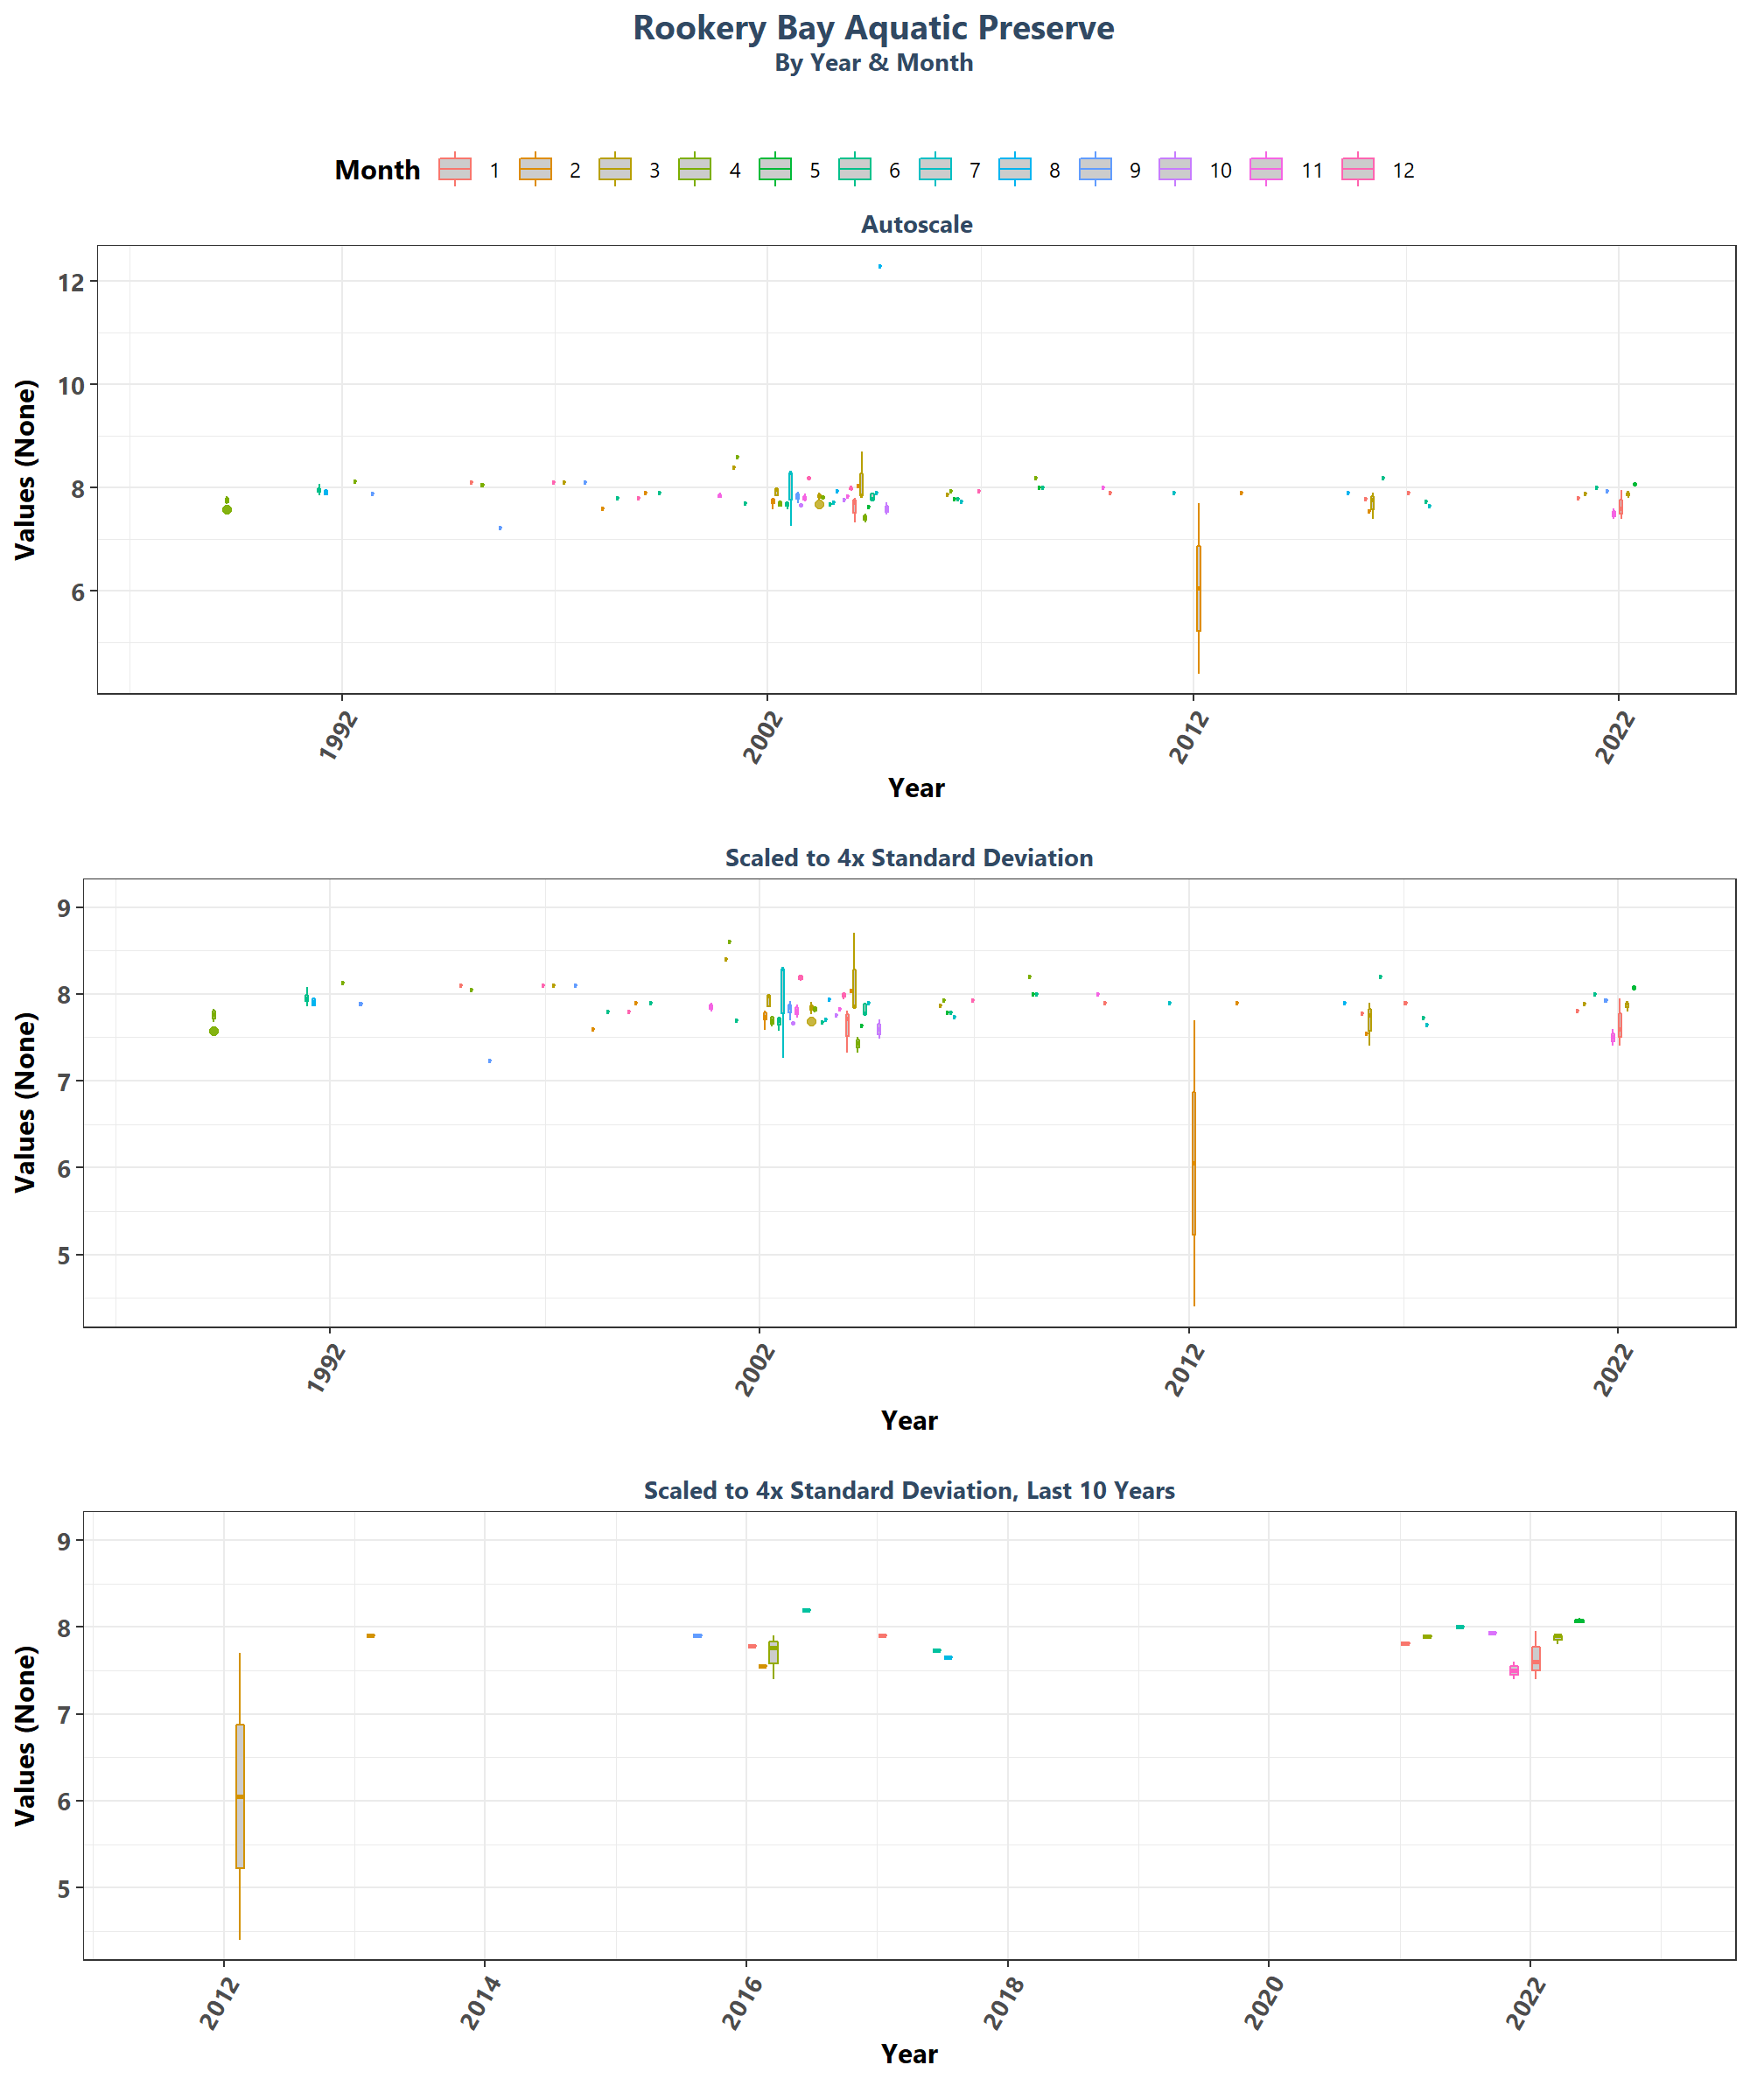 Rookery Bay Aquatic Preserve
By Year & Month
Month 1 2 3 4 5 6 7 8 9 10 11 12
Autoscale
Values (None)
12
10
8
6
1992 2002 2012 2022
Year
Scaled to 4x Standard Deviation
Values (None)
9
8
7
6
5
1992 2002 2012 2022
Year
Scaled to 4x Standard Deviation, Last 10 Years
Values (None)
9
8
7
6
5
2012 2014 2016 2018 2020 2022
Year